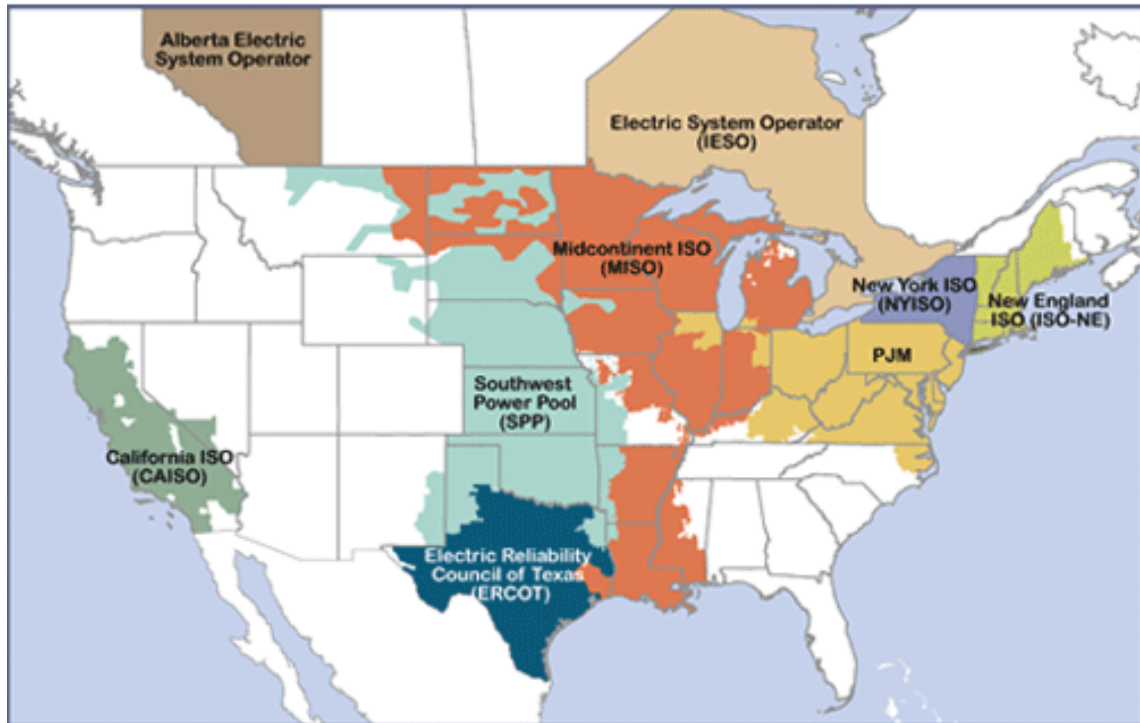 Alberta Electric
System Operator
Electric System Operator
(IESO)
Midcontinent ISO
(MISO)
New York ISO
(NYISO)
New England
ISO (ISO-NE)
PJM
Southwest
Power Pool
(SPP)
California ISO
(CAISO)
Electric Reliability
Council of Texas
(ERCOT)